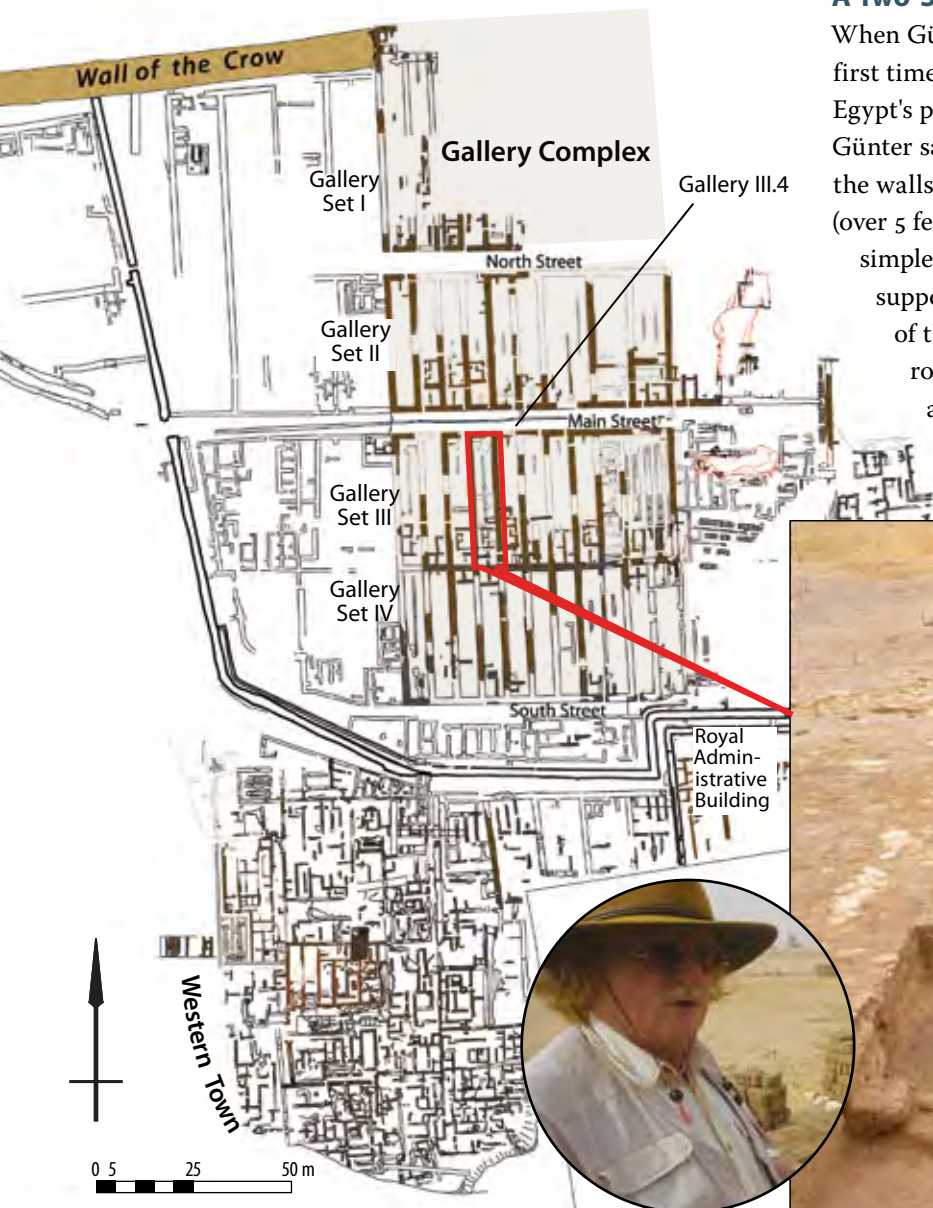 A Two-S
When Gü
first time
Egypt's p
Günter sa
the walls
(over 5 fe
simple
suppo
of t
ro
a
Wall of the Crow
Gallery Complex
Gallery
Set I
Gallery III.4
North Street
Gallery
Set II
Main Street
Gallery
Set III
Gallery
Set IV
South Street
Royal
Admin-
istrative
Building
Western Town
0 5 25 50 m